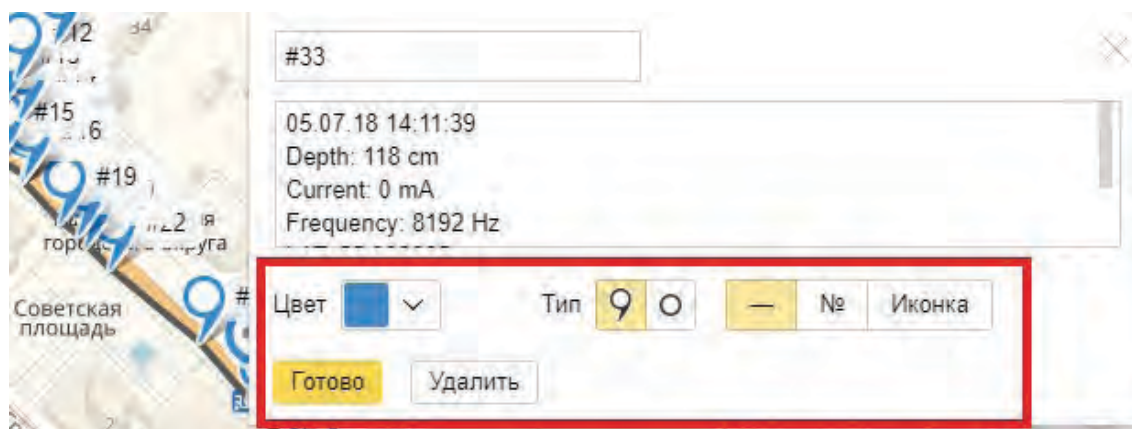 #12
34
#15
#19
Советская
площадь
#33
05.07.18 14:11:39
Depth: 118 cm
Current: 0 mA
Frequency: 8192 Hz
Цвет
Тип
—
№
Иконка
Готово
Удалить